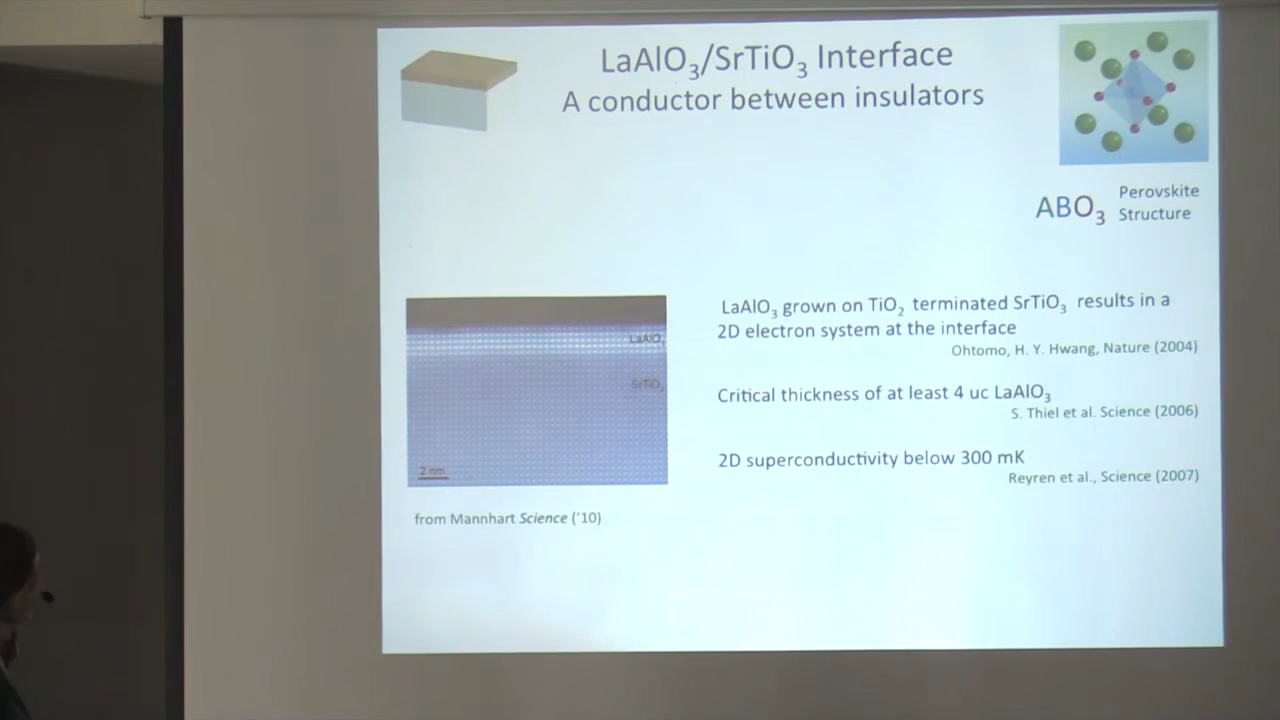 LaAlO₃/SrTiO₃ Interface
A conductor between insulators
ABO₃
Perovskite
Structure
LaAlO₃ grown on TiO₂ terminated SrTiO₃ results in a
2D electron system at the interface
Ohtomo, H. Y. Hwang, Nature (2004)
Critical thickness of at least 4 uc LaAlO₃
S. Thiel et al. Science (2006)
2D superconductivity below 300 mK
Reyren et al., Science (2007)
LaAlO₃
SrTiO₃
2 nm
from Mannhart Science ('10)